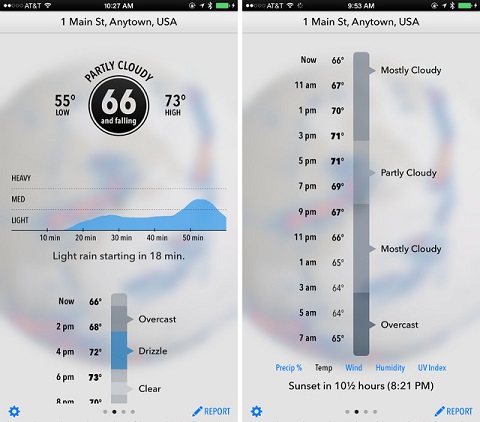 AT&T 10:27 AM
1 Main St, Anytown, USA
PARTLY CLOUDY
55° 66 73°
LOW and falling HIGH
HEAVY
MED
LIGHT
10 min 20 min 30 min 40 min 50 min
Light rain starting in 18 min.
Now 66°
Overcast
2 pm 68°
4 pm 72° Drizzle
6 pm 73°
Clear
8 pm 70°
REPORT
AT&T 9:53 AM
1 Main St, Anytown, USA
Now 66°
Mostly Cloudy
11 am 67°
1 pm 70°
3 pm 71°
5 pm 71°
Partly Cloudy
7 pm 69°
9 pm 67°
11 pm 66°
Mostly Cloudy
1 am 65°
3 am 64°
5 am 64°
Overcast
7 am 65°
Precip % Temp Wind Humidity UV Index
Sunset in 10½ hours (8:21 PM)
REPORT